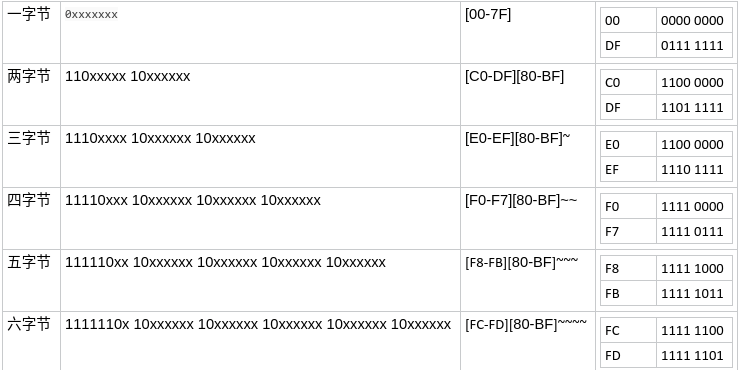 一字节 0xxxxxxx [00-7F] 00 0000 0000
DF 0111 1111
两字节 110xxxxx 10xxxxxx [C0-DF][80-BF] C0 1100 0000
DF 1101 1111
三字节 1110xxxx 10xxxxxx 10xxxxxx [E0-EF][80-BF]~ E0 1100 0000
EF 1110 1111
四字节 11110xxx 10xxxxxx 10xxxxxx 10xxxxxx [F0-F7][80-BF]~~ F0 1111 0000
F7 1111 0111
五字节 111110xx 10xxxxxx 10xxxxxx 10xxxxxx 10xxxxxx [F8-FB][80-BF]~~~ F8 1111 1000
FB 1111 1011
六字节 1111110x 10xxxxxx 10xxxxxx 10xxxxxx 10xxxxxx 10xxxxxx [FC-FD][80-BF]~~~~ FC 1111 1100
FD 1111 1101